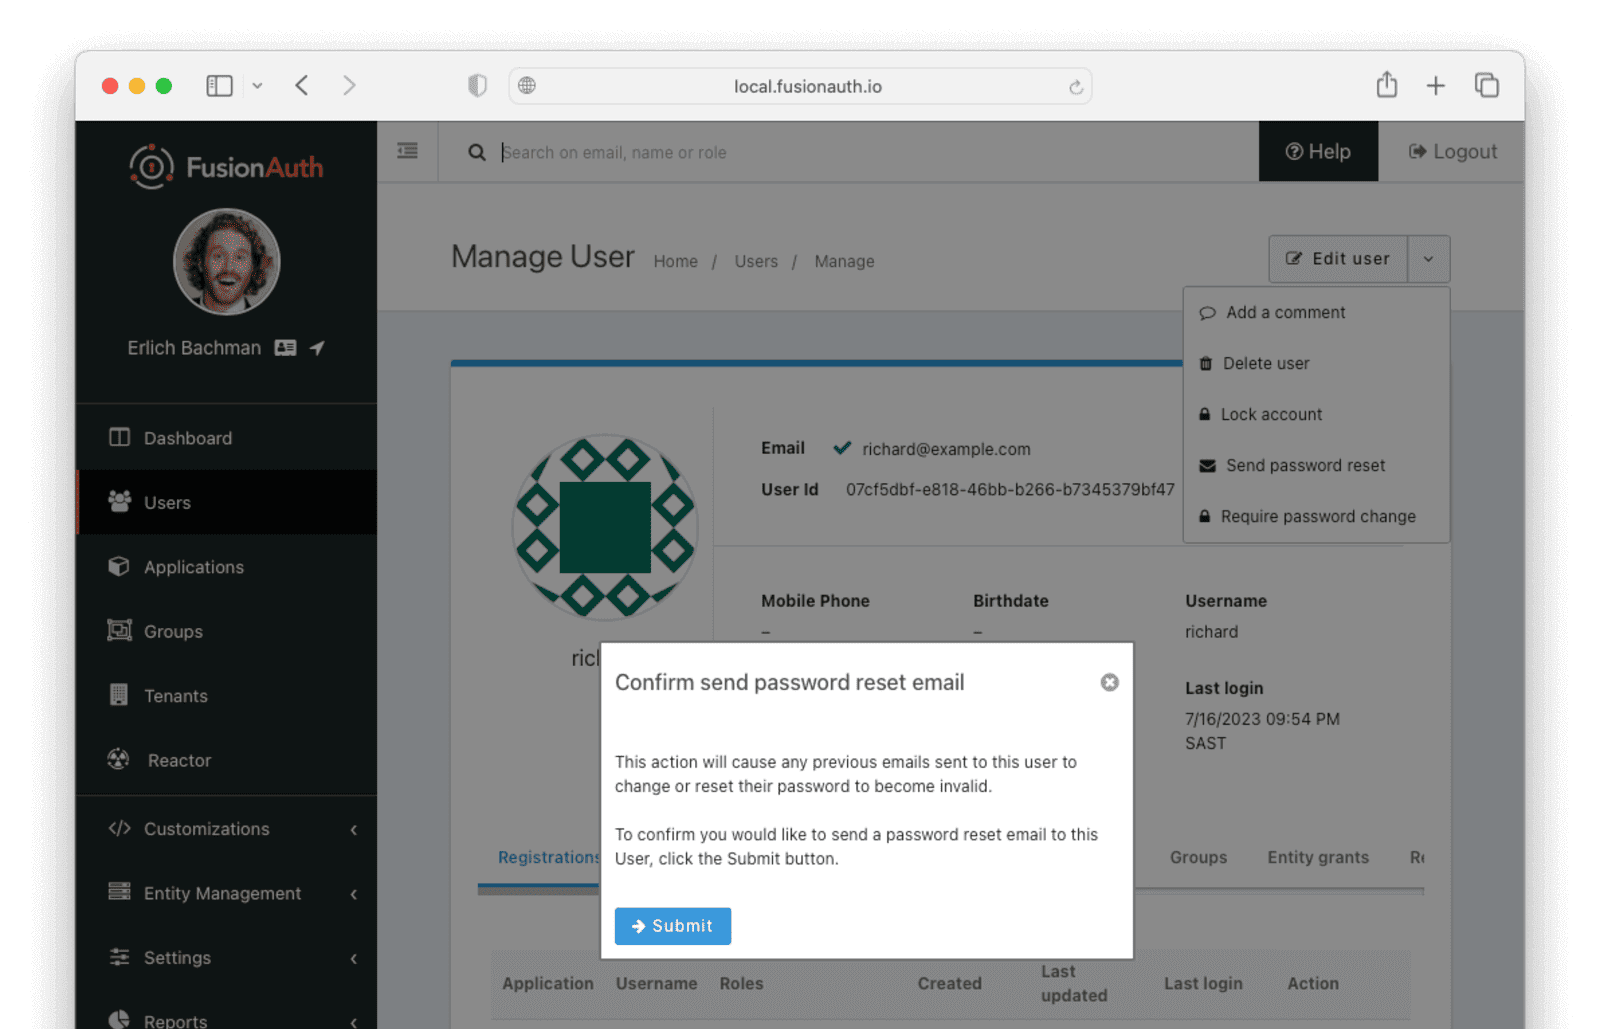 local.fusionauth.io
FusionAuth
Search on email, name or role
Help
Logout
Erlich Bachman
Dashboard
Users
Applications
Groups
Tenants
Reactor
Customizations
Entity Management
Settings
Reports
Manage User
Home / Users / Manage
Edit user
Add a comment
Delete user
Lock account
Send password reset
Require password change
Email richard@example.com
User Id 07cf5dbf-e818-46bb-b266-b7345379bf47
Mobile Phone
–
Birthdate
–
Username
richard
Last login
7/16/2023 09:54 PM
SAST
Confirm send password reset email
This action will cause any previous emails sent to this user to
change or reset their password to become invalid.
To confirm you would like to send a password reset email to this
User, click the Submit button.
Submit
Registrations
Groups
Entity grants
Application
Username
Roles
Created
Last
updated
Last login
Action